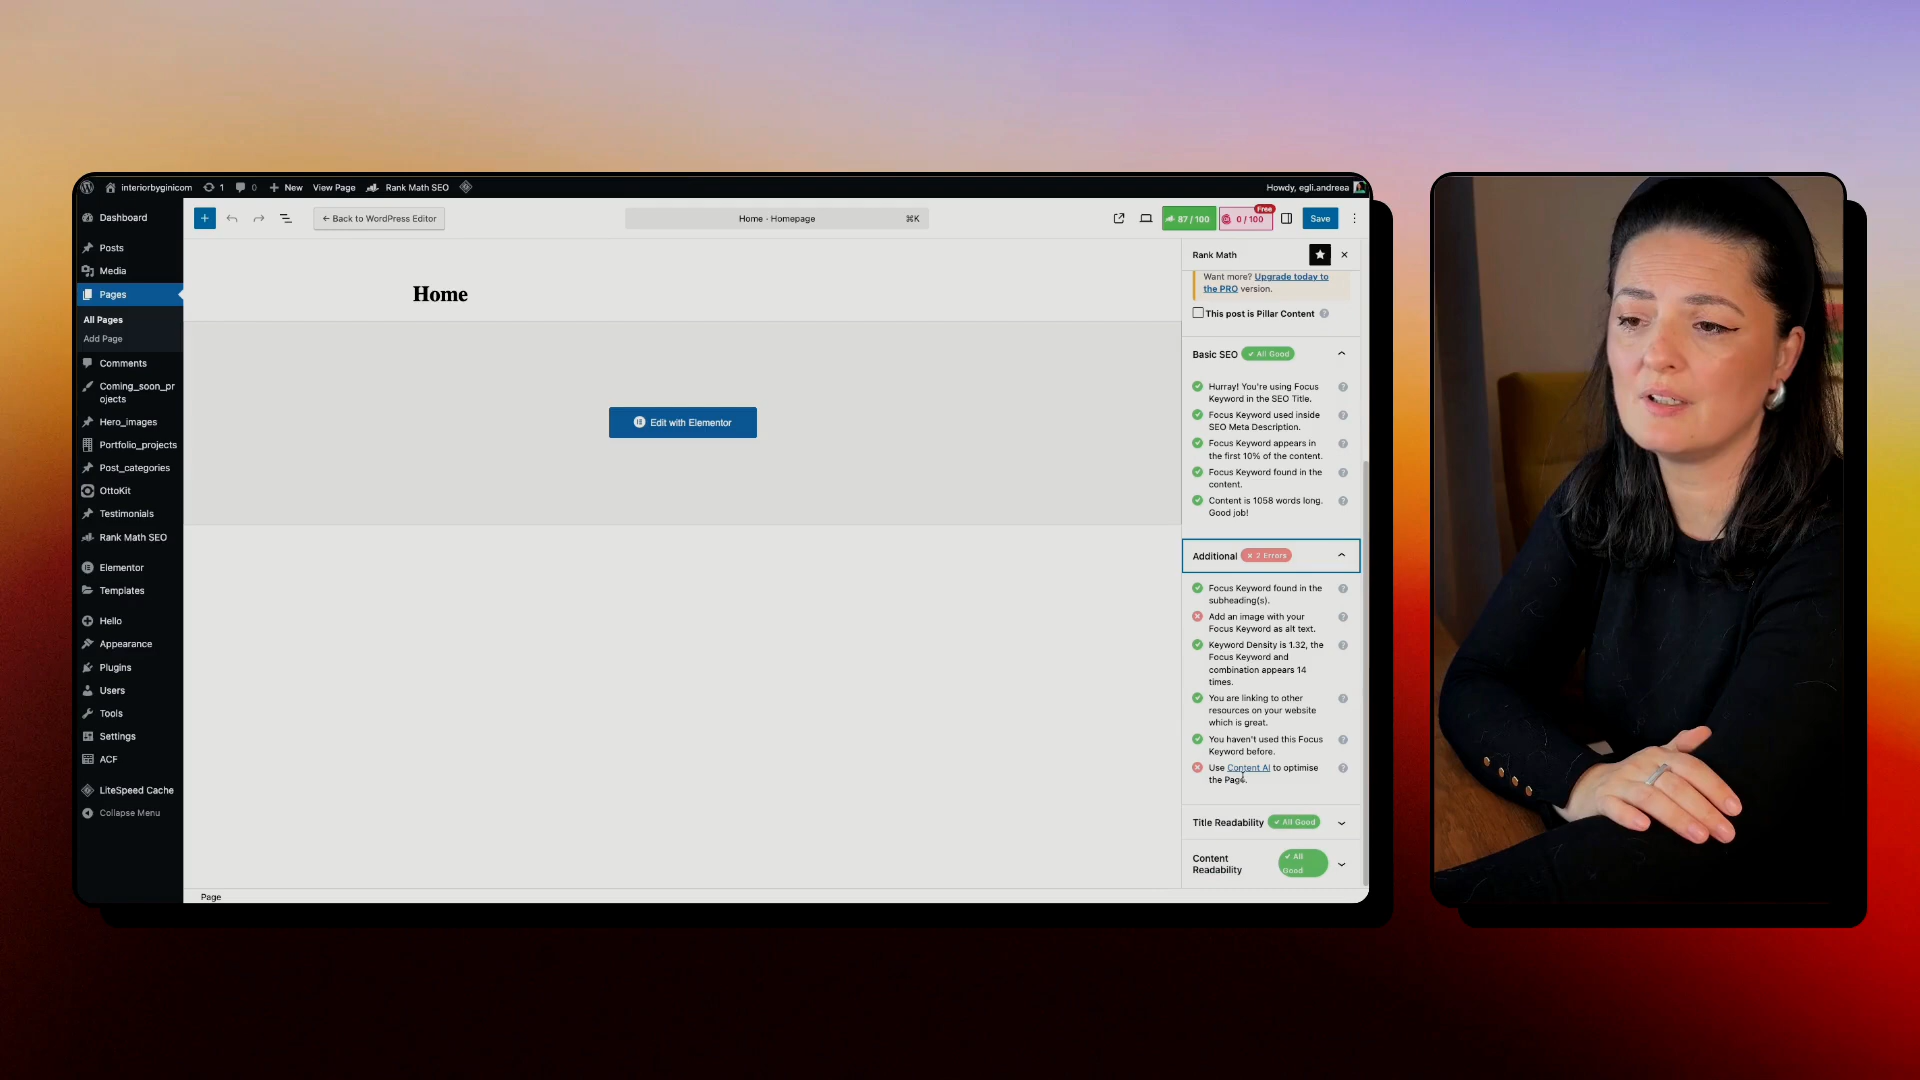 interiorbyginicom 1 0 New View Page Rank Math SEO Howdy, egli.andreea
Dashboard
Posts
Media
Pages
All Pages
Add Page
Comments
Coming_soon_pr
ojects
Hero_images
Portfolio_projects
Post_categories
OttoKit
Testimonials
Rank Math SEO
Elementor
Templates
Hello
Appearance
Plugins
Users
Tools
Settings
ACF
LiteSpeed Cache
Collapse Menu
← Back to WordPress Editor
Home · Homepage ⌘K
87 / 100
0 / 100
Free
Save
Home
Edit with Elementor
Page
Rank Math
Want more? Upgrade today to
the PRO version.
This post is Pillar Content
Basic SEO All Good
Hurray! You're using Focus
Keyword in the SEO Title.
Focus Keyword used inside
SEO Meta Description.
Focus Keyword appears in
the first 10% of the content.
Focus Keyword found in the
content.
Content is 1058 words long.
Good job!
Additional × 2 Errors
Focus Keyword found in the
subheading(s).
Add an image with your
Focus Keyword as alt text.
Keyword Density is 1.32, the
Focus Keyword and
combination appears 14
times.
You are linking to other
resources on your website
which is great.
You haven't used this Focus
Keyword before.
Use Content AI to optimise
the Page.
Title Readability All Good
Content
Readability
All
Good